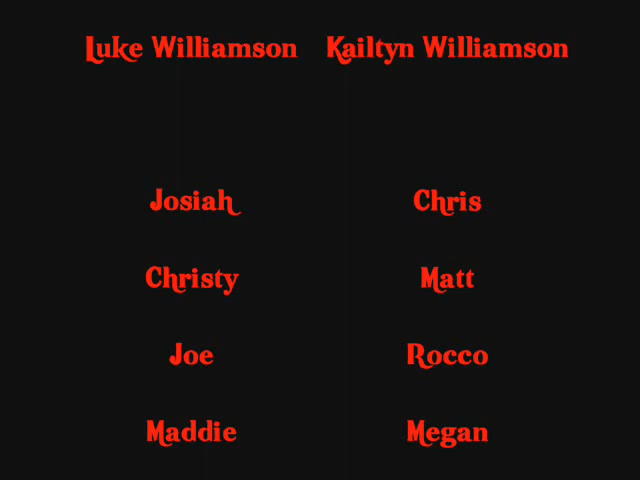 Luke Williamson Kailtyn Williamson
Josiah Chris
Christy Matt
Joe Rocco
Maddie Megan